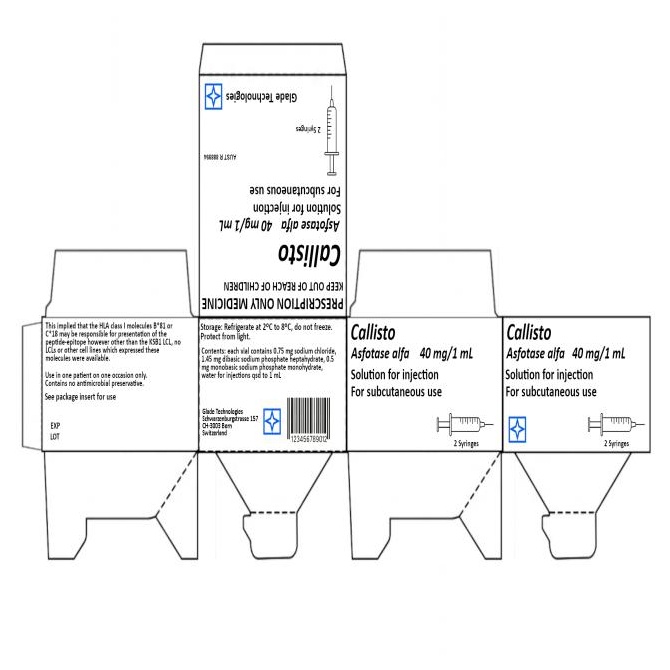 PRESCRIPTION ONLY MEDICINE
KEEP OUT OF REACH OF CHILDREN
Callisto
Asfotase alfa 40 mg/1 mL
Solution for injection
For subcutaneous use
AUST R 888994
2 Syringes
Glade Technologies
This implied that the HLA class I molecules B*81 or
C*18 may be responsible for presentation of the
peptide-epitope however other than the KSB1 LCL, no
LCLs or other cell lines which expressed these
molecules were available.
Use in one patient on one occasion only.
Contains no antimicrobial preservative.
See package insert for use
EXP
LOT
Storage: Refrigerate at 2°C to 8°C, do not freeze.
Protect from light.
Contents: each vial contains 0.75 mg sodium chloride,
1.45 mg dibasic sodium phosphate heptahydrate, 0.5
mg monobasic sodium phosphate monohydrate,
water for injections qsd to 1 mL
Glade Technologies
Schwarzenburgstrasse 157
CH-3003 Bern
Switzerland
123456789012
Callisto
Asfotase alfa 40 mg/1 mL
Solution for injection
For subcutaneous use
2 Syringes
Callisto
Asfotase alfa 40 mg/1 mL
Solution for injection
For subcutaneous use
2 Syringes